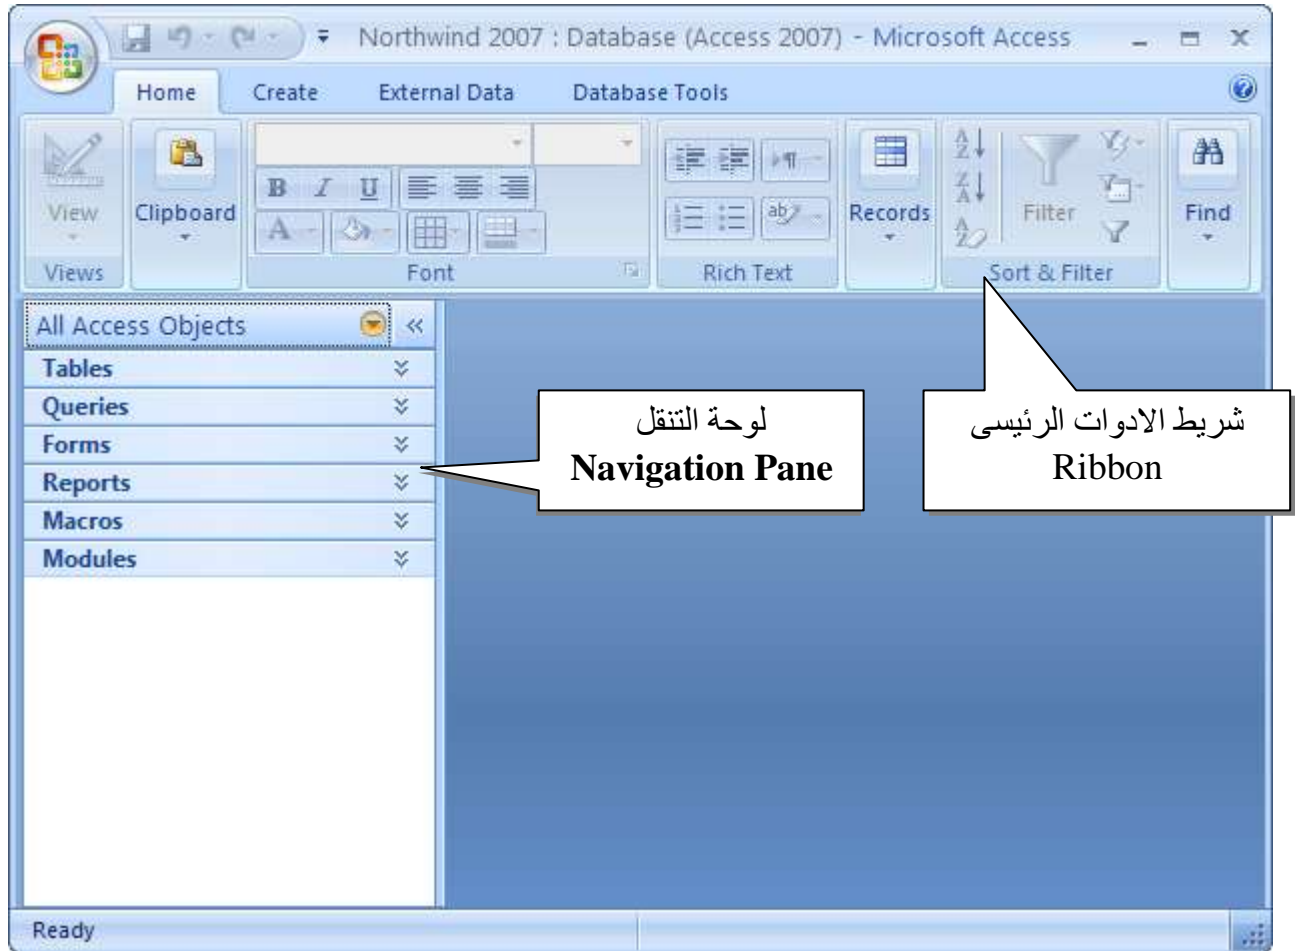 Northwind 2007 : Database (Access 2007) - Microsoft Access
Home Create External Data Database Tools
View
Clipboard
B I U
A
ab
Records
A Z
Z A
A Z
Filter
Find
Views Font Rich Text Sort & Filter
All Access Objects
Tables
Queries
Forms
Reports
Macros
Modules
لوحة التنقل
Navigation Pane
شريط الادوات الرئيسى
Ribbon
Ready